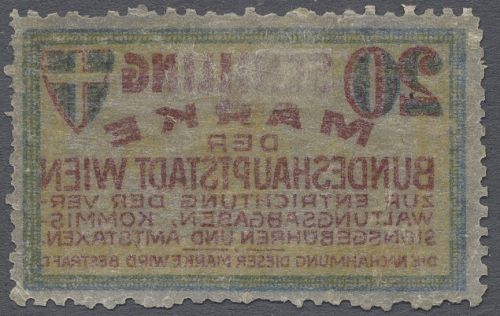 20 SCHILLING
MARKE
DER
BUNDESHAUPTSTADT WIEN
ZUR ENTRICHTUNG DER VER-
WALTUNGSABGABEN, KOMMIS-
SIONSGEBÜHREN UND AMTSTAXEN.
DIE NACHAHMUNG DIESER MARKE WIRD BESTRAFT